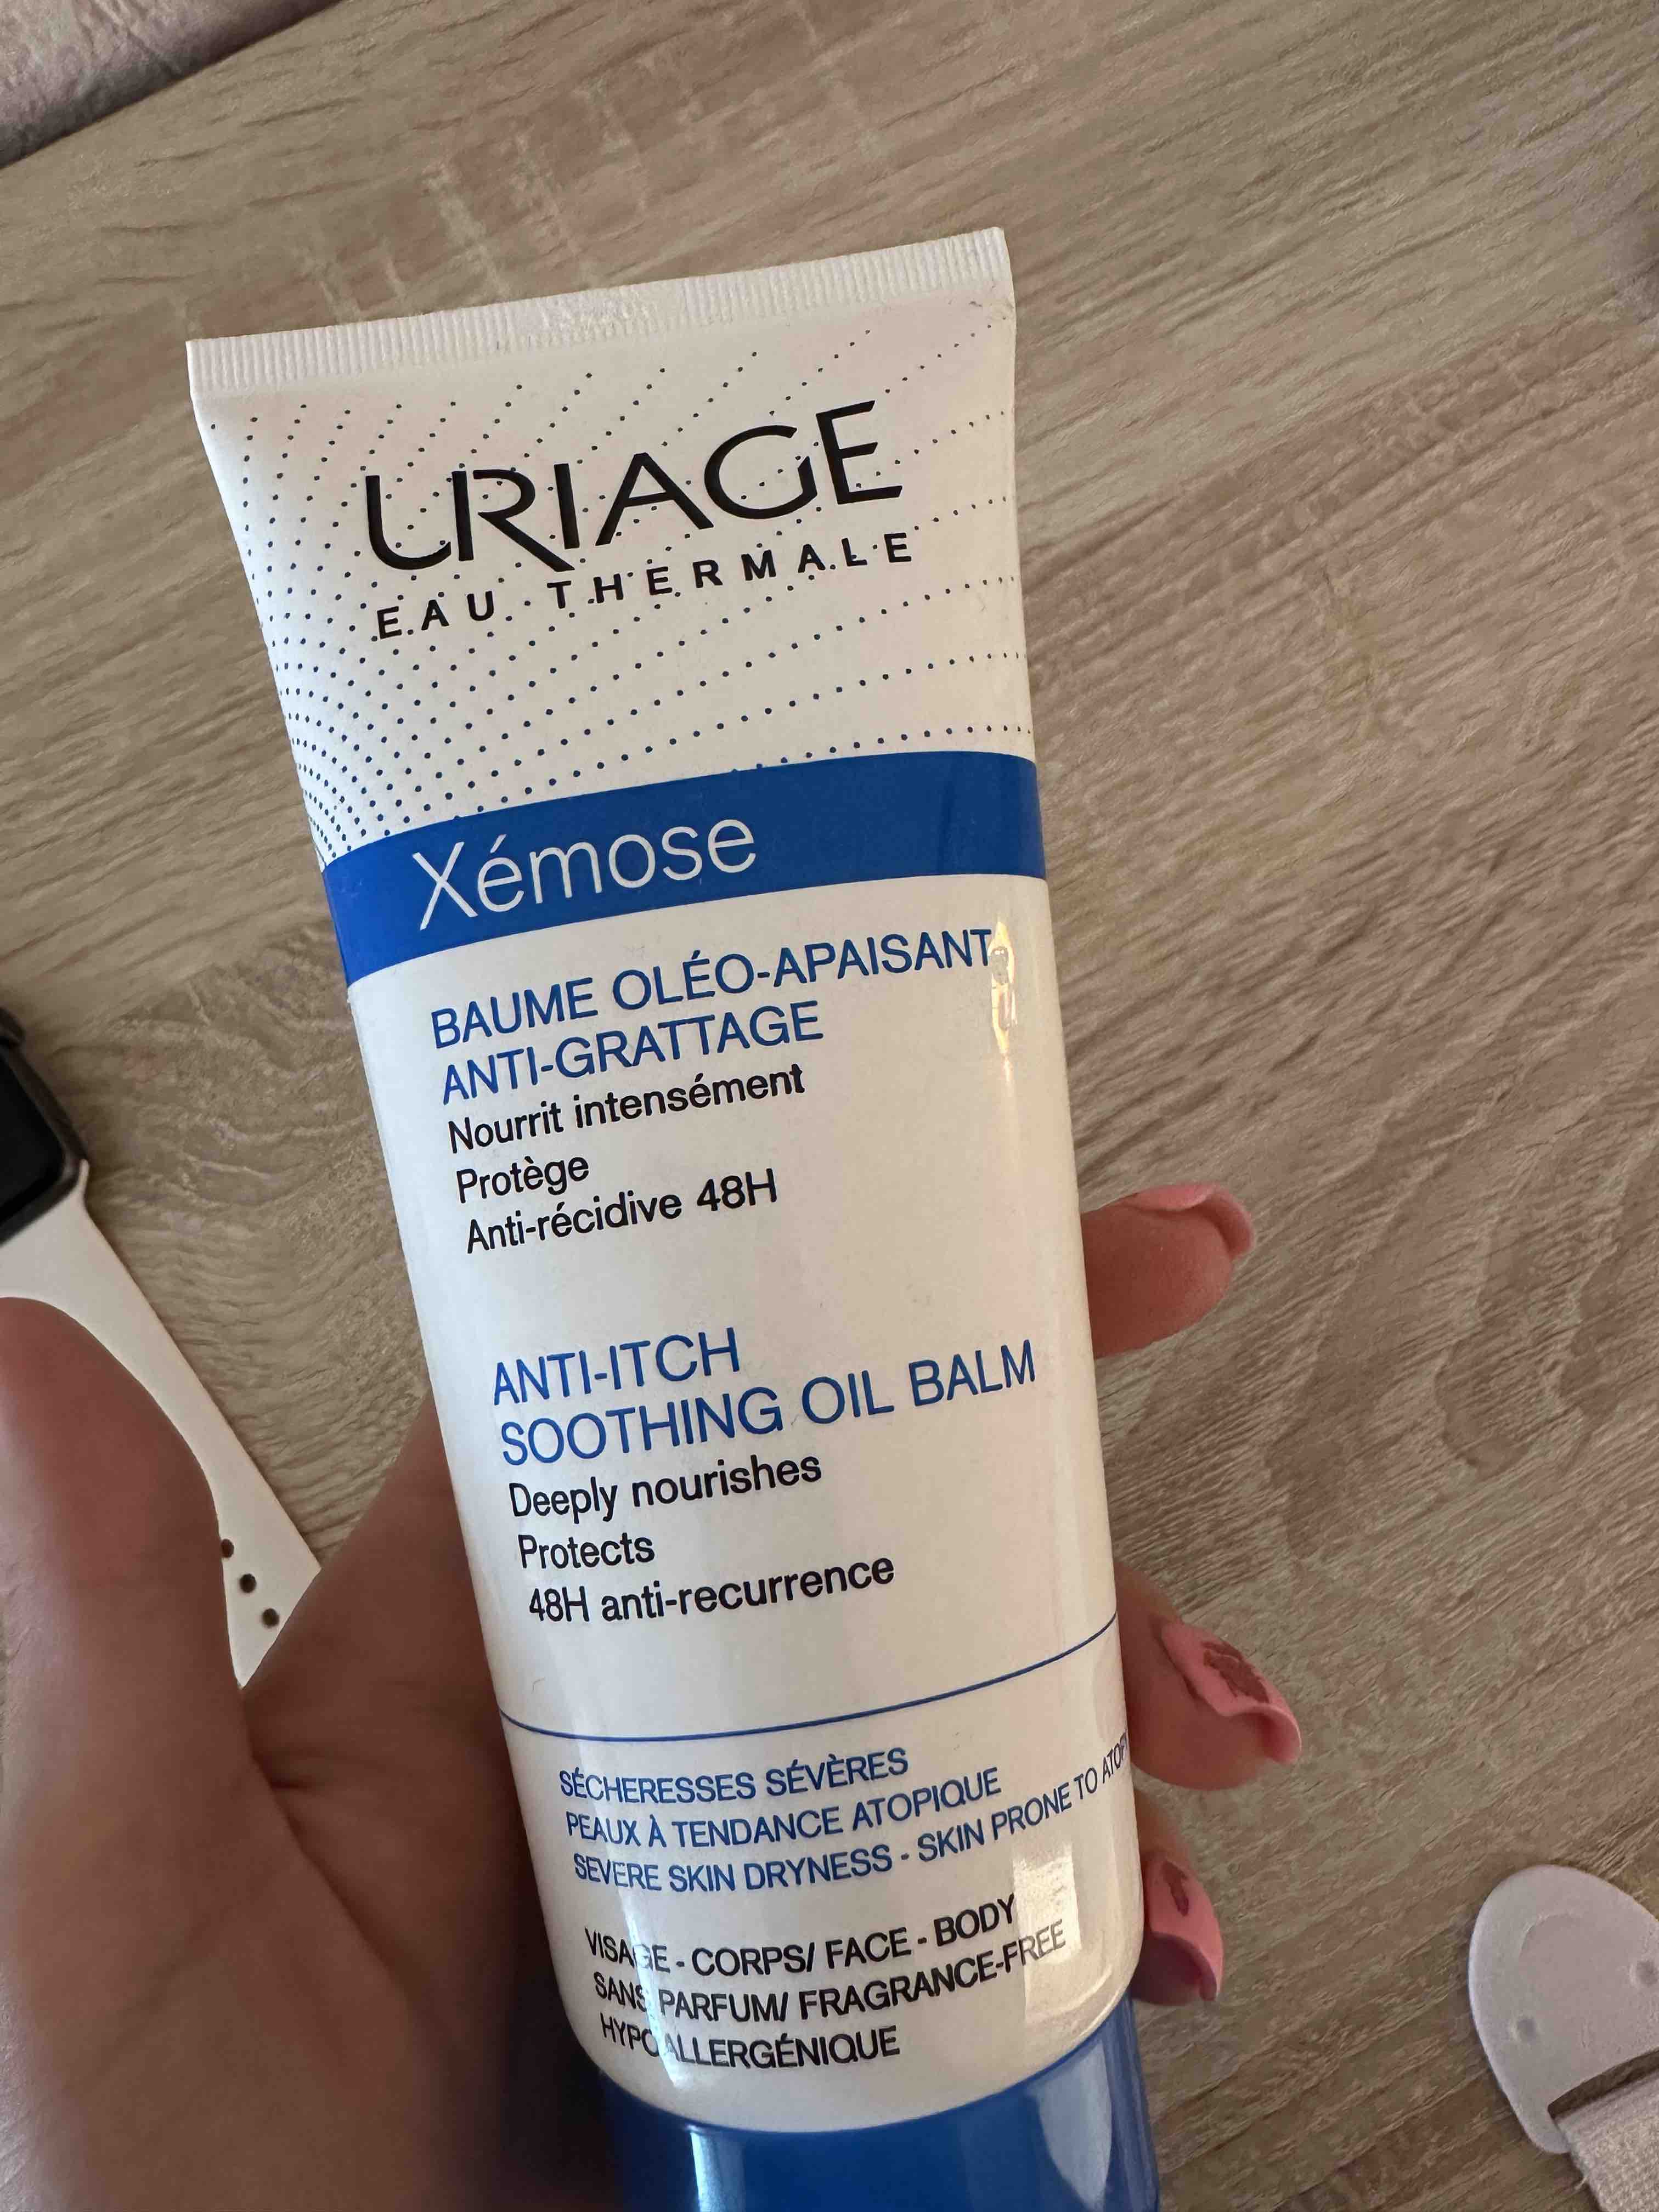 URIAGE
EAU THERMALE
Xémose
BAUME OLÉO-APAISANT
ANTI-GRATTAGE
Nourrit intensément
Protège
Anti-récidive 48H
ANTI-ITCH
SOOTHING OIL BALM
Deeply nourishes
Protects
48H anti-recurrence
SÉCHERESSES SÉVÈRES
PEAUX À TENDANCE ATOPIQUE
SEVERE SKIN DRYNESS - SKIN PRONE TO
VISAGE - CORPS/ FACE - BODY
SANS PARFUM/ FRAGRANCE-FREE
HYPOALLERGÉNIQUE